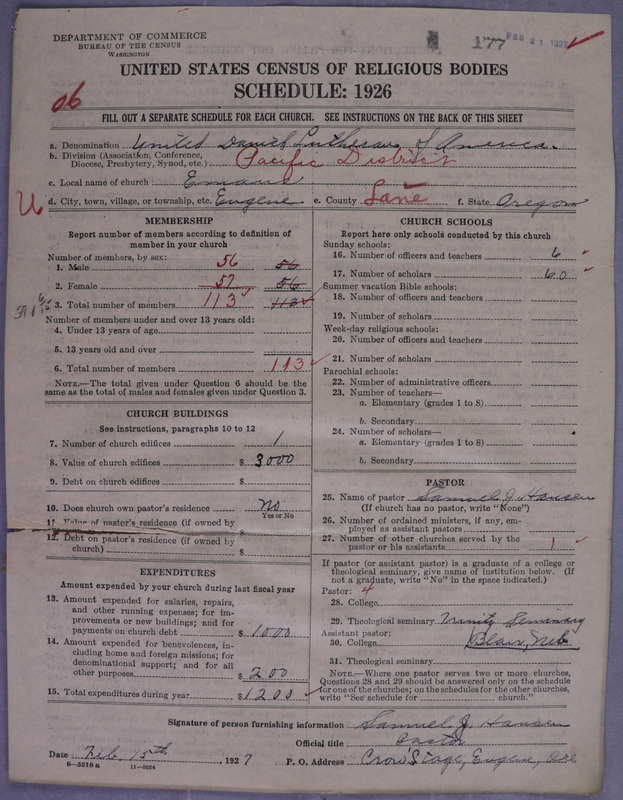 DEPARTMENT OF COMMERCE
BUREAU OF THE CENSUS
WASHINGTON
177 FEB 21 1927
UNITED STATES CENSUS OF RELIGIOUS BODIES
SCHEDULE: 1926
06
FILL OUT A SEPARATE SCHEDULE FOR EACH CHURCH. SEE INSTRUCTIONS ON THE BACK OF THIS SHEET
a. Denomination United Danish Lutheran of America.
b. Division (Association, Conference, Diocese, Presbytery, Synod, etc.) Pacific District
c. Local name of church Emaus
U d. City, town, village, or township, etc. Eugene e. County Lane f. State Oregon
MEMBERSHIP
Report number of members according to definition of
member in your church
Number of members, by sex:
1. Male 56 56
2. Female 57 56
3. Total number of members 113 112
Number of members under and over 13 years old:
4. Under 13 years of age
5. 13 years old and over
6. Total number of members 113
NOTE.—The total given under Question 6 should be the
same as the total of males and females given under Question 3.
CHURCH BUILDINGS
See instructions, paragraphs 10 to 12
7. Number of church edifices 1
8. Value of church edifices $ 3000
9. Debt on church edifices $
10. Does church own pastor's residence no
Yes or No
11. Value of pastor's residence (if owned by
$
12. Debt on pastor's residence (if owned by
church) $
EXPENDITURES
Amount expended by your church during last fiscal year
13. Amount expended for salaries, repairs,
and other running expenses; for im-
provements or new buildings; and for
payments on church debt $ 1000
14. Amount expended for benevolences, in-
cluding home and foreign missions; for
denominational support; and for all
other purposes $ 200
15. Total expenditures during year $ 1200
CHURCH SCHOOLS
Report here only schools conducted by this church
Sunday schools:
16. Number of officers and teachers 6
17. Number of scholars 60
Summer vacation Bible schools:
18. Number of officers and teachers
19. Number of scholars
Week-day religious schools:
20. Number of officers and teachers
21. Number of scholars
Parochial schools:
22. Number of administrative officers
23. Number of teachers—
a. Elementary (grades 1 to 8)
b. Secondary
24. Number of scholars—
a. Elementary (grades 1 to 8)
b. Secondary
PASTOR
25. Name of pastor Samuel J. Hansen
(If church has no pastor, write "None")
26. Number of ordained ministers, if any, em-
ployed as assistant pastors
27. Number of other churches served by the
pastor or his assistants 1
If pastor (or assistant pastor) is a graduate of a college or
theological seminary, give name of institution below. (If
not a graduate, write "No" in the space indicated.)
Pastor: 4
28. College
29. Theological seminary Trinity Seminary
Assistant pastor:
30. College Blair, Neb.
31. Theological seminary
NOTE.—Where one pastor serves two or more churches,
Questions 28 and 29 should be answered only on the schedule
for one of the churches; on the schedules for the other churches,
write "See schedule for church."
Signature of person furnishing information Samuel J. Hansen
Official title Pastor
Date Feb. 15th, 1927 P. O. Address Crow Stage, Eugene, Ore
8-5518 a 11-9034